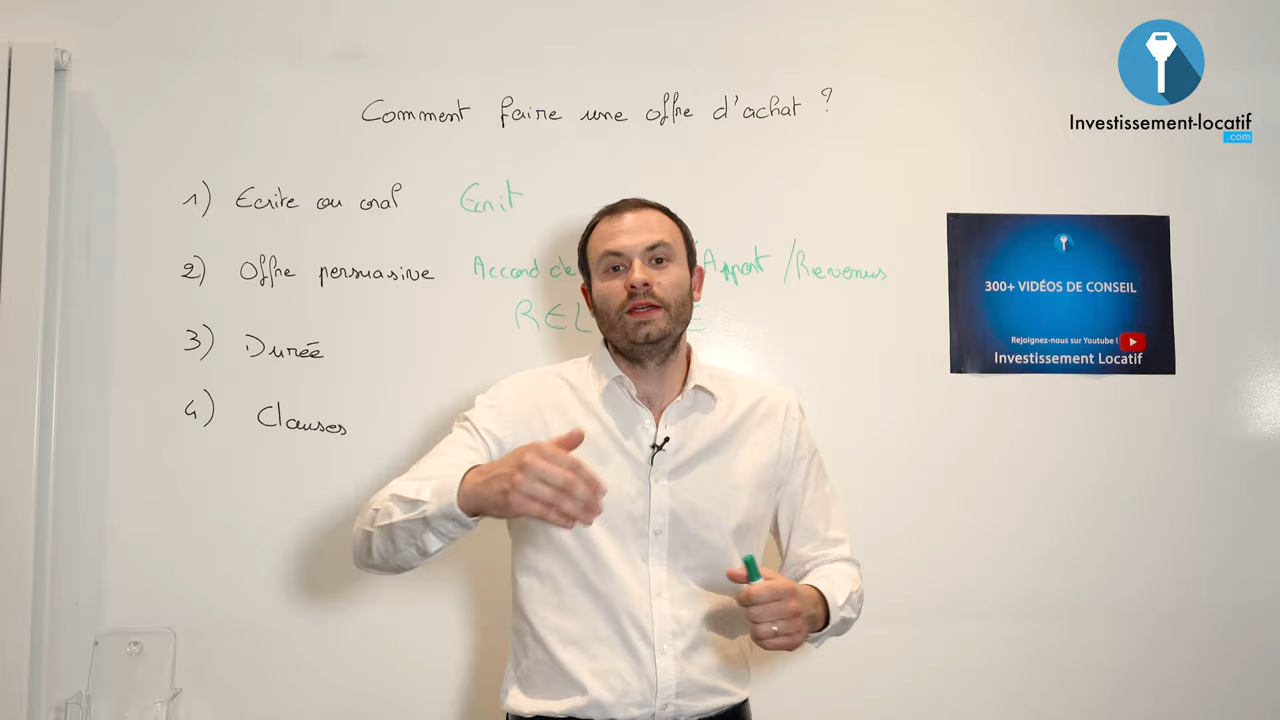 Comment faire une offre d'achat ?
Investissement-locatif
.com
1) Ecrite ou oral Ecrit
2) Offre persuasive Accord de Apport / Revenus
REL E
3) Durée
4) Clauses
300+ VIDÉOS DE CONSEIL
Rejoignez-nous sur Youtube !
Investissement Locatif